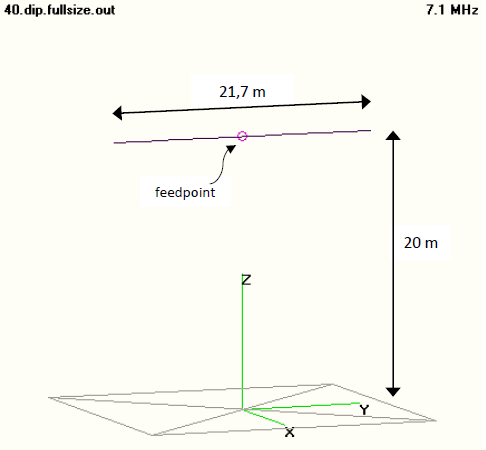 40.dip.fullsize.out
7.1 MHz
21,7 m
feedpoint
20 m
Z
Y
X